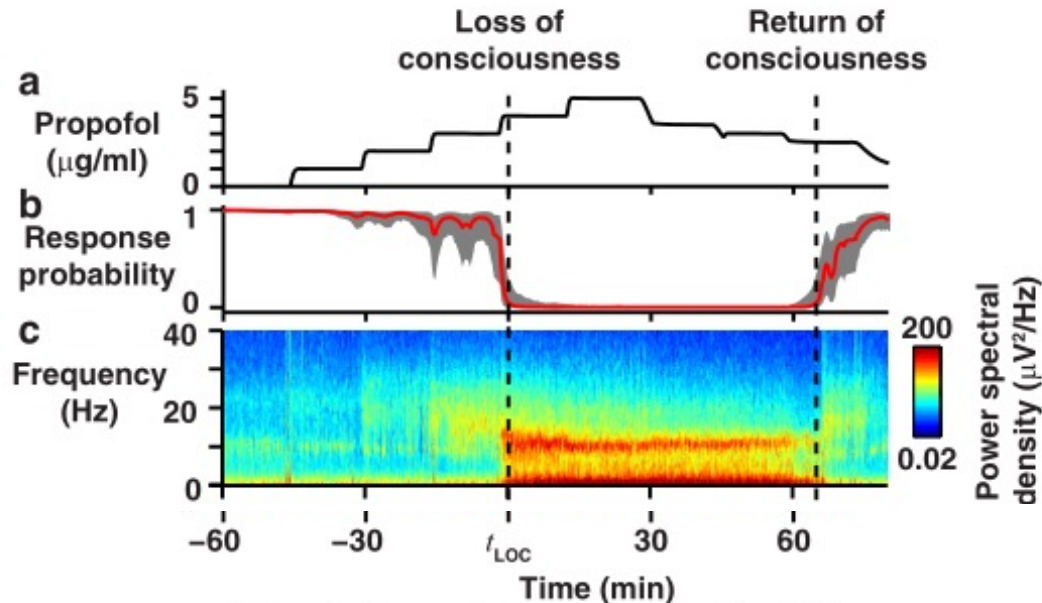 Loss of
consciousness
Return of
consciousness
a
Propofol
(μg/ml)
5
0
b
Response
probability
1
0
c
Frequency
(Hz)
40
20
0
200
0.02
Power spectral
density (μV²/Hz)
−60
−30
tLOC
30
60
Time (min)